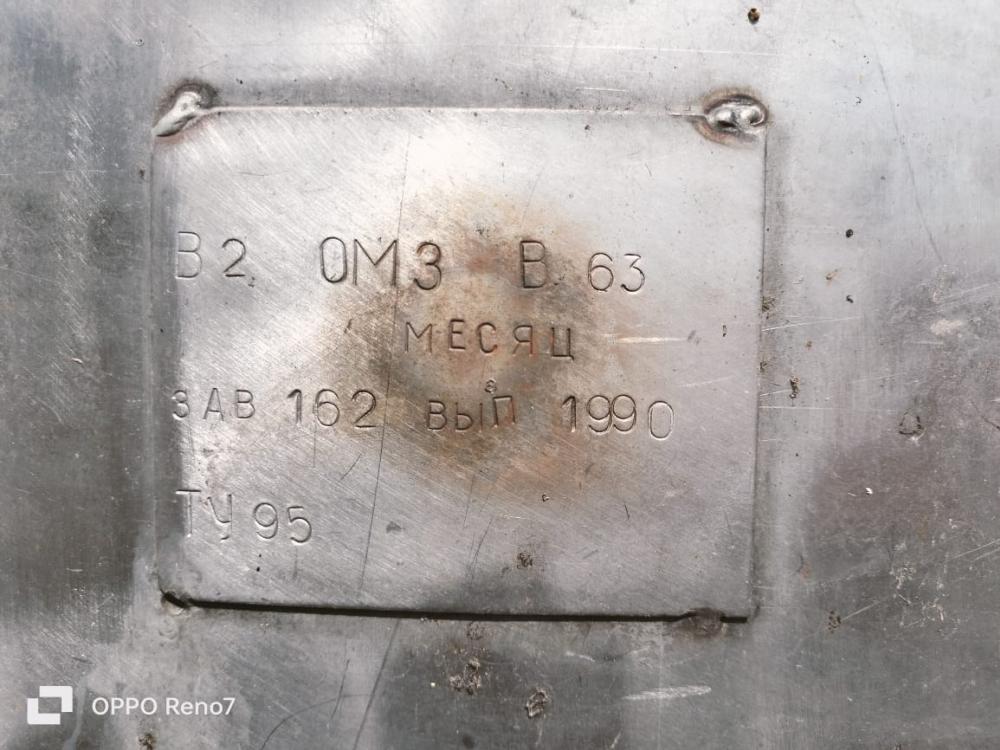 В2 ОМЗ В 63
МЕСЯЦ
ЗАВ 162 ВЫП 1990
ТУ 95
OPPO Reno7